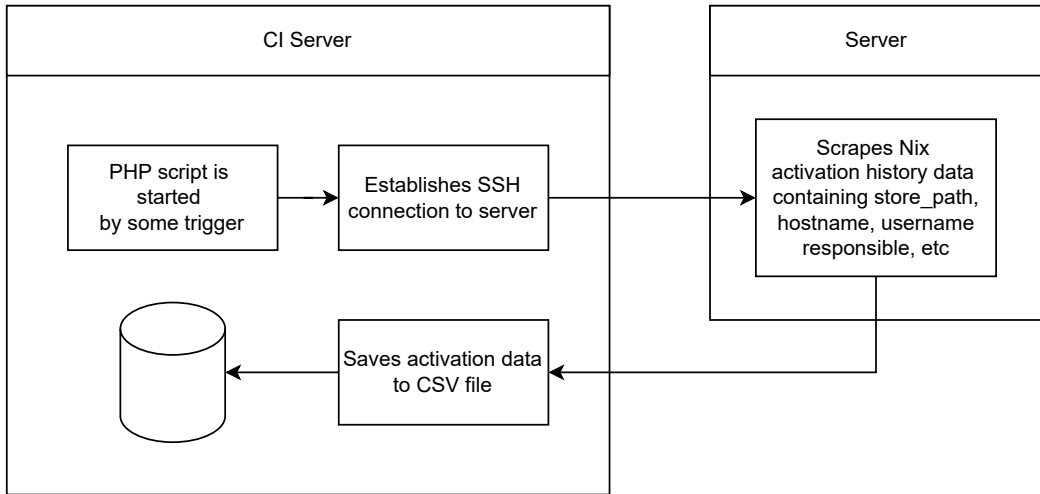 CI Server
Server
PHP script is
started
by some trigger
Establishes SSH
connection to server
Scrapes Nix
activation history data
containing store_path,
hostname, username
responsible, etc
Saves activation data
to CSV file